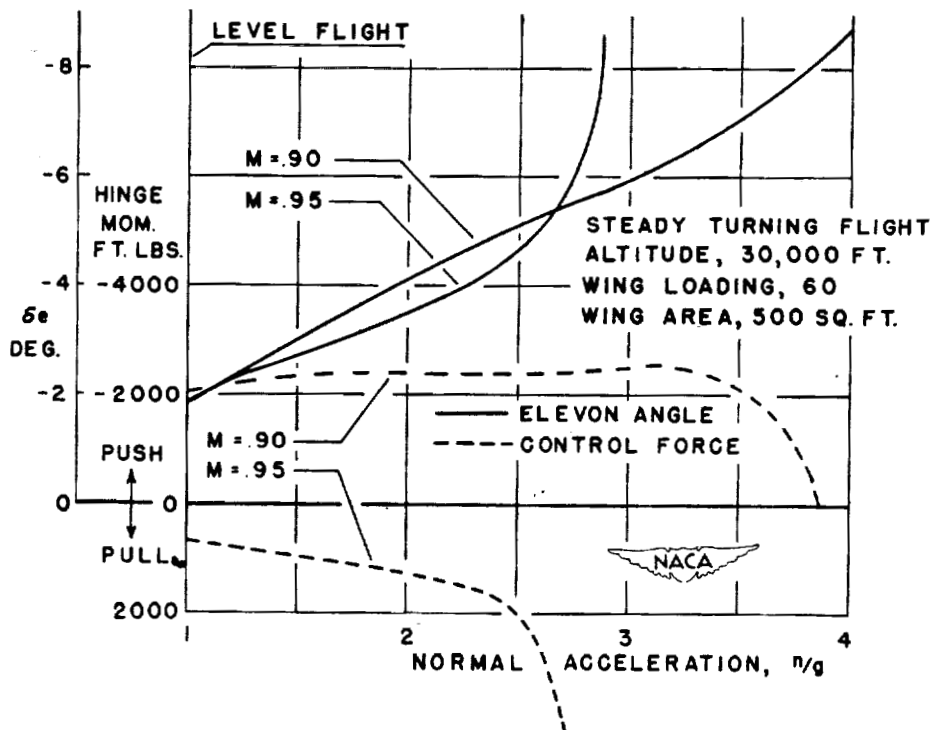 LEVEL FLIGHT
-8
-6
-4
-2
0
δe
DEG.
HINGE
MOM.
FT. LBS.
-4000
-2000
0
2000
PUSH
PULL
M = .90
M = .95
STEADY TURNING FLIGHT
ALTITUDE, 30,000 FT.
WING LOADING, 60
WING AREA, 500 SQ. FT.
ELEVON ANGLE
CONTROL FORCE
M = .90
M = .95
NACA
1
2
3
4
NORMAL ACCELERATION, n/g